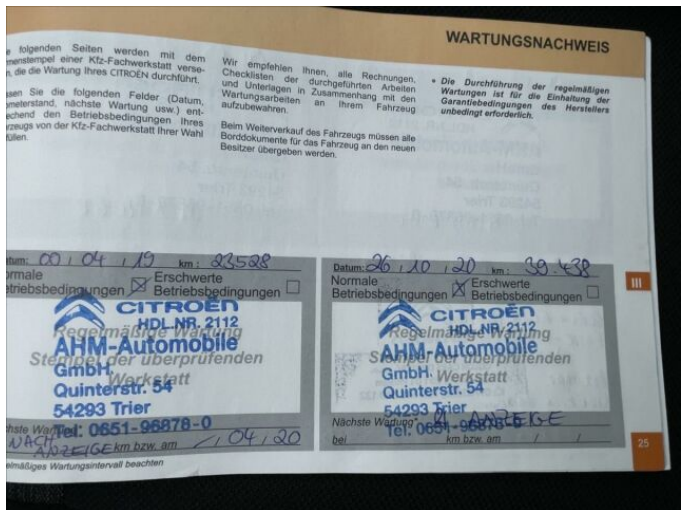 WARTUNGSNACHWEIS
folgenden Seiten werden mit dem
menstempel einer Kfz-Fachwerkstatt verse-
die die Wartung Ihres CITROËN durchführt.
sen Sie die folgenden Felder (Datum,
meterstand, nächste Wartung usw.) ent-
echend den Betriebsbedingungen Ihres
rzeugs von der Kfz-Fachwerkstatt Ihrer Wahl
füllen.
Wir empfehlen Ihnen, alle Rechnungen,
Checklisten der durchgeführten Arbeiten
und Unterlagen in Zusammenhang mit den
Wartungsarbeiten an Ihrem Fahrzeug
aufzubewahren.
Beim Weiterverkauf des Fahrzeugs müssen alle
Borddokumente für das Fahrzeug an den neuen
Besitzer übergeben werden.
* Die Durchführung der regelmäßigen
Wartungen ist für die Einhaltung der
Garantiebedingungen des Herstellers
unbedingt erforderlich.
tum: 00 / 04 / 19 km: 23528
ormale Erschwerte
etriebsbedingungen Betriebsbedingungen
CITROËN
HDL.NR. 2112
Regelmäßige Wartung
AHM-Automobile
Stempel der überprüfenden
GmbH.
Werkstatt
Quinterstr. 54
54293 Trier
Tel: 0651-96878-0
hste Wartung
NACH
ANZEIGE km bzw. am / 04 / 20
elmäßiges Wartungsintervall beachten
Datum: 26 / 10 / 20 km: 39.438
Normale Erschwerte
Betriebsbedingungen Betriebsbedingungen
CITROËN
HDL.NR. 2112
Regelmäßige Wartung
AHM-Automobile
Stempel der überprüfenden
GmbH. Werkstatt
Quinterstr. 54
54293 Trier
Nächste Wartung* ANZEIGE
Tel. 0651-96878-0
bei km bzw. am / /
III
25